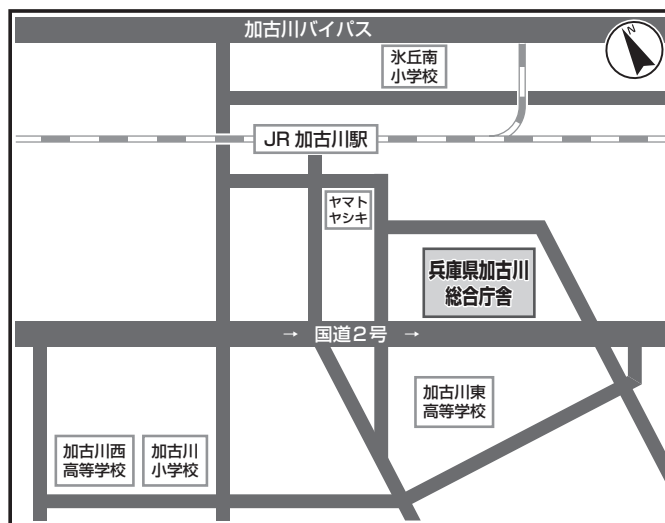 加古川バイパス
N
氷丘南
小学校
JR 加古川駅
ヤマト
ヤシキ
兵庫県加古川
総合庁舎
→ 国道2号 →
加古川東
高等学校
加古川西
高等学校
加古川
小学校